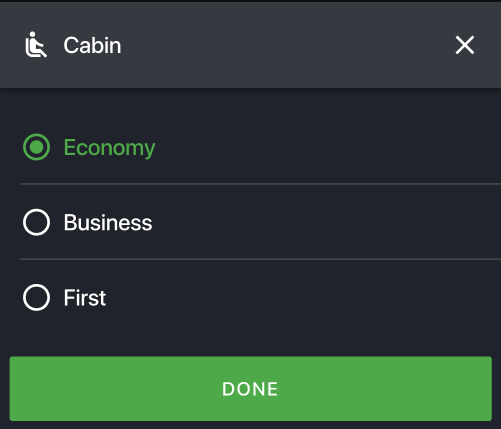 Cabin
Economy
Business
First
DONE